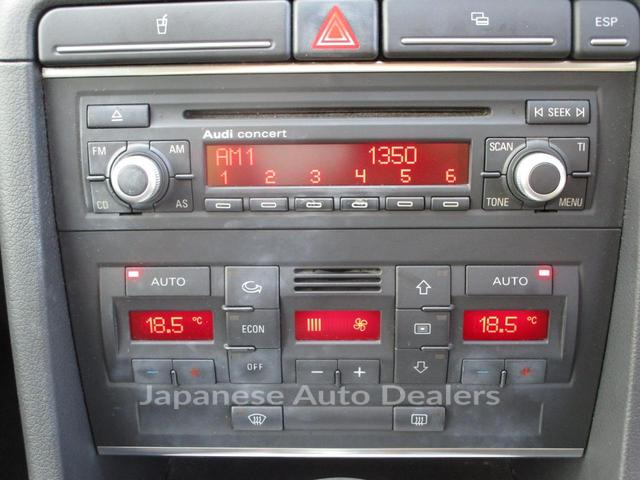 ESP
SEEK
Audi concert
FM AM
CD AS
AM1 1350
1 2 3 4 5 6
SCAN TI
TONE MENU
AUTO
AUTO
18.5 °C
ECON
OFF
18.5 °C
Japanese Auto Dealers